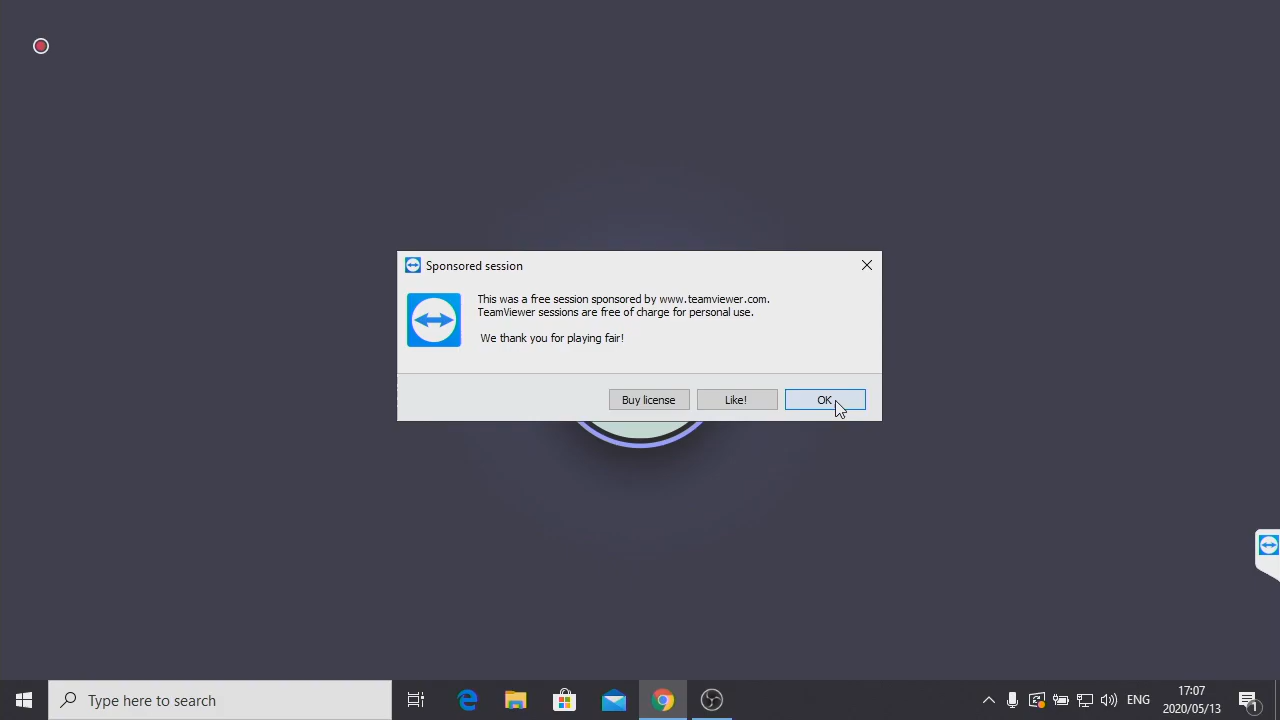 Sponsored session
This was a free session sponsored by www.teamviewer.com.
TeamViewer sessions are free of charge for personal use.
We thank you for playing fair!
Buy license
Like!
OK
Type here to search
ENG
17:07
2020/05/13
1